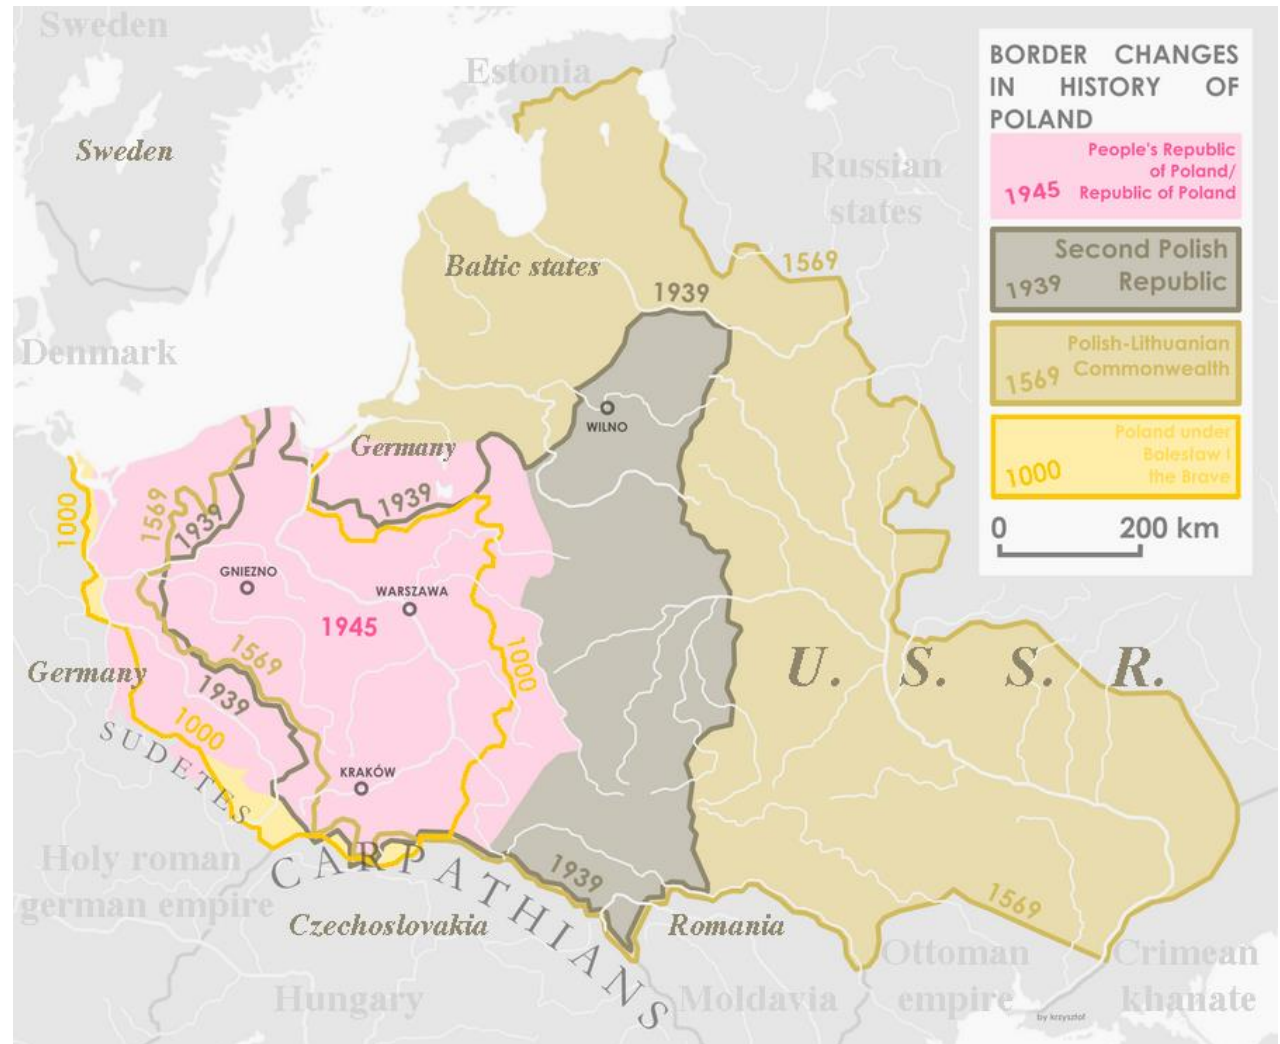 Sweden
Estonia
Sweden
Russian
states
Baltic states
1569
1939
Denmark
WILNO
Germany
1939
1569
1939
1000
GNIEZNO
WARSZAWA
1945
1569
1000
Germany
1939
1000
U. S. S. R.
SUDETES
KRAKÓW
Holy roman
german empire
CARPATHIANS
1939
1569
Czechoslovakia
Romania
Ottoman
empire
Crimean
khanate
Hungary
Moldavia
by krzysztof
BORDER CHANGES
IN HISTORY OF
POLAND
People's Republic
of Poland/
1945 Republic of Poland
Second Polish
1939 Republic
Polish-Lithuanian
1569 Commonwealth
Poland under
Bolesław I
1000 the Brave
0 200 km